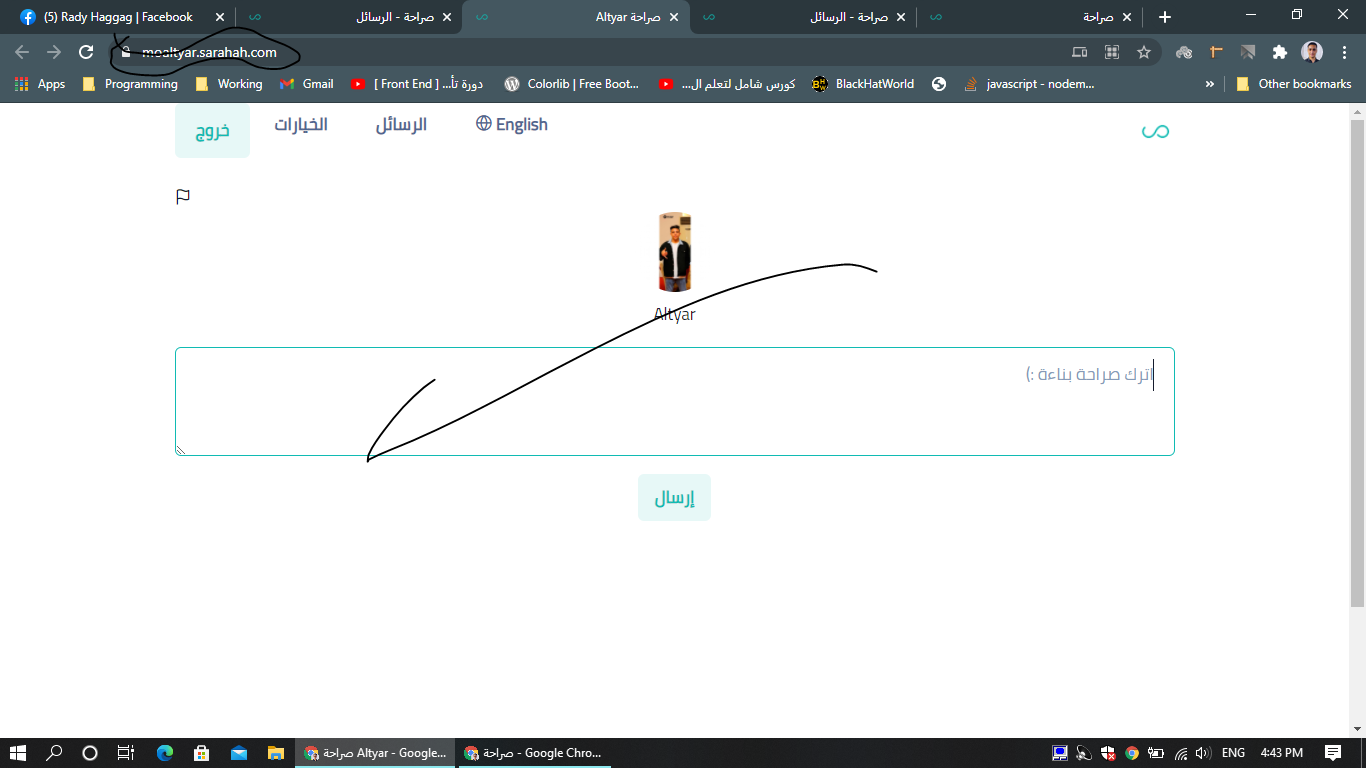 (5) Rady Haggag | Facebook
صراحة - الرسائل
صراحة Altyar
صراحة - الرسائل
صراحة
moaltyar.sarahah.com
Apps
Programming
Working
Gmail
[ Front End ] دورة تأ...
Colorlib | Free Boot...
كورس شامل لتعلم ال...
BlackHatWorld
javascript - nodem...
»
Other bookmarks
خروج
الخيارات
الرسائل
English
Altyar
اترك صراحة بناءة :)
إرسال
صراحة Altyar - Google...
صراحة - Google Chro...
ENG
4:43 PM